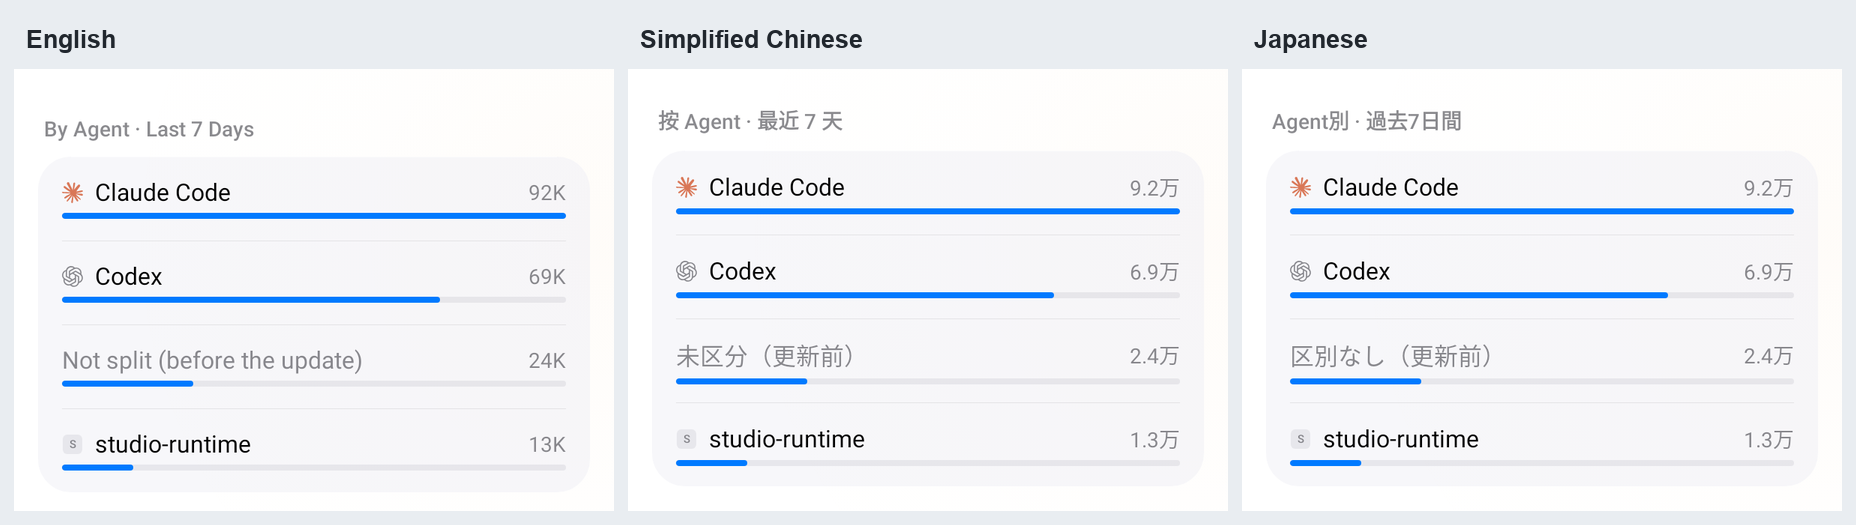 English
By Agent · Last 7 Days
Claude Code 92K
Codex 69K
Not split (before the update) 24K
S studio-runtime 13K
Simplified Chinese
按 Agent · 最近 7 天
Claude Code 9.2万
Codex 6.9万
未区分（更新前） 2.4万
S studio-runtime 1.3万
Japanese
Agent別 · 過去7日間
Claude Code 9.2万
Codex 6.9万
区別なし（更新前） 2.4万
S studio-runtime 1.3万